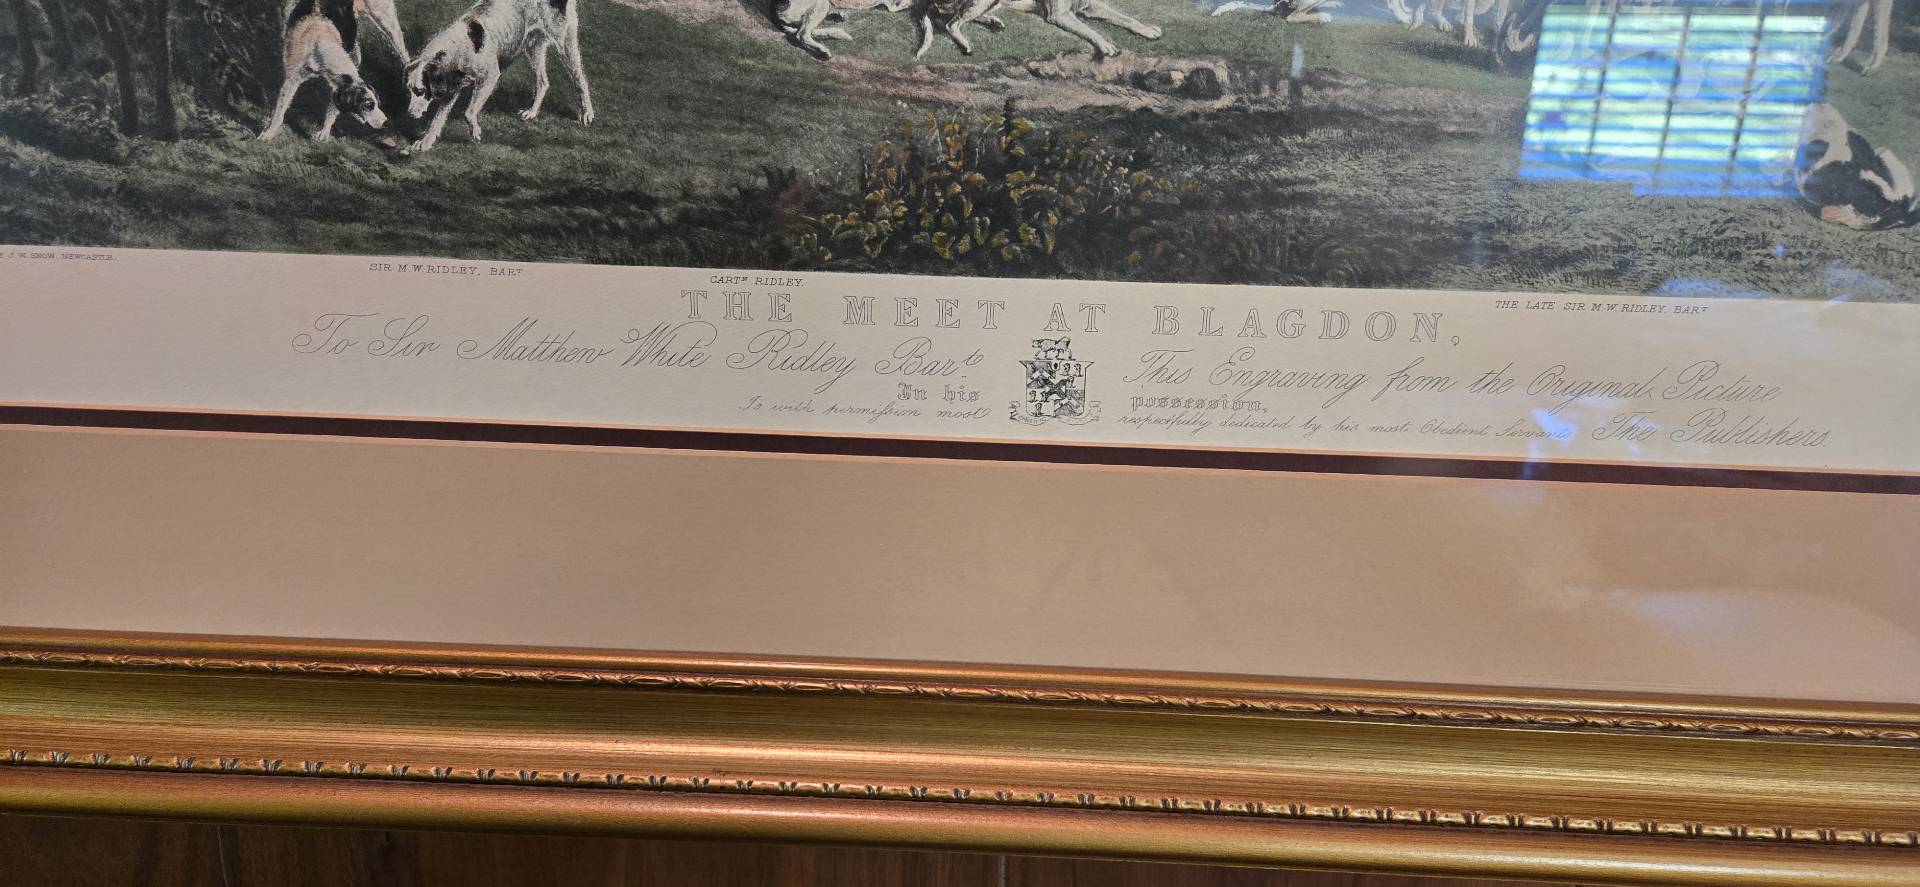 J.W. SNOW, NEWCASTLE.
SIR M.W. RIDLEY, BART
CAPTN RIDLEY.
THE LATE SIR M.W. RIDLEY. BART
THE MEET AT BLAGDON,
To Sir Matthew White Ridley Bar.to This Engraving from the Original Picture
In his possession,
Is with permission most respectfully dedicated by his most Obedient Servants The Publishers.